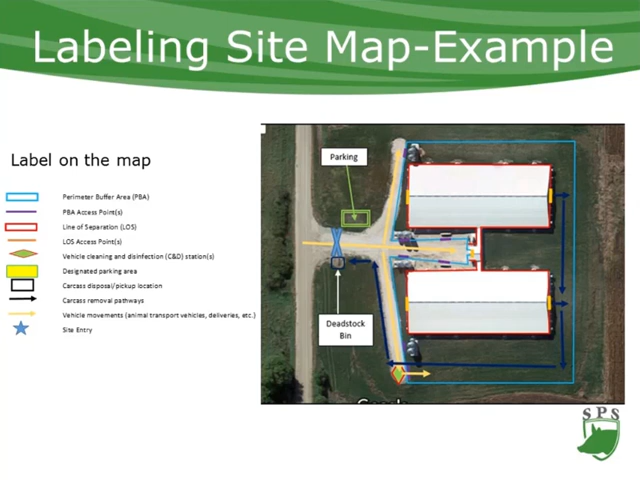 Labeling Site Map-Example
Label on the map
Perimeter Buffer Area (PBA)
PBA Access Point(s)
Line of Separation (LOS)
LOS Access Point(s)
Vehicle cleaning and disinfection (C&D) station(s)
Designated parking area
Carcass disposal/pickup location
Carcass removal pathways
Vehicle movements (animal transport vehicles, deliveries, etc.)
Site Entry
Parking
Deadstock
Bin
SPS